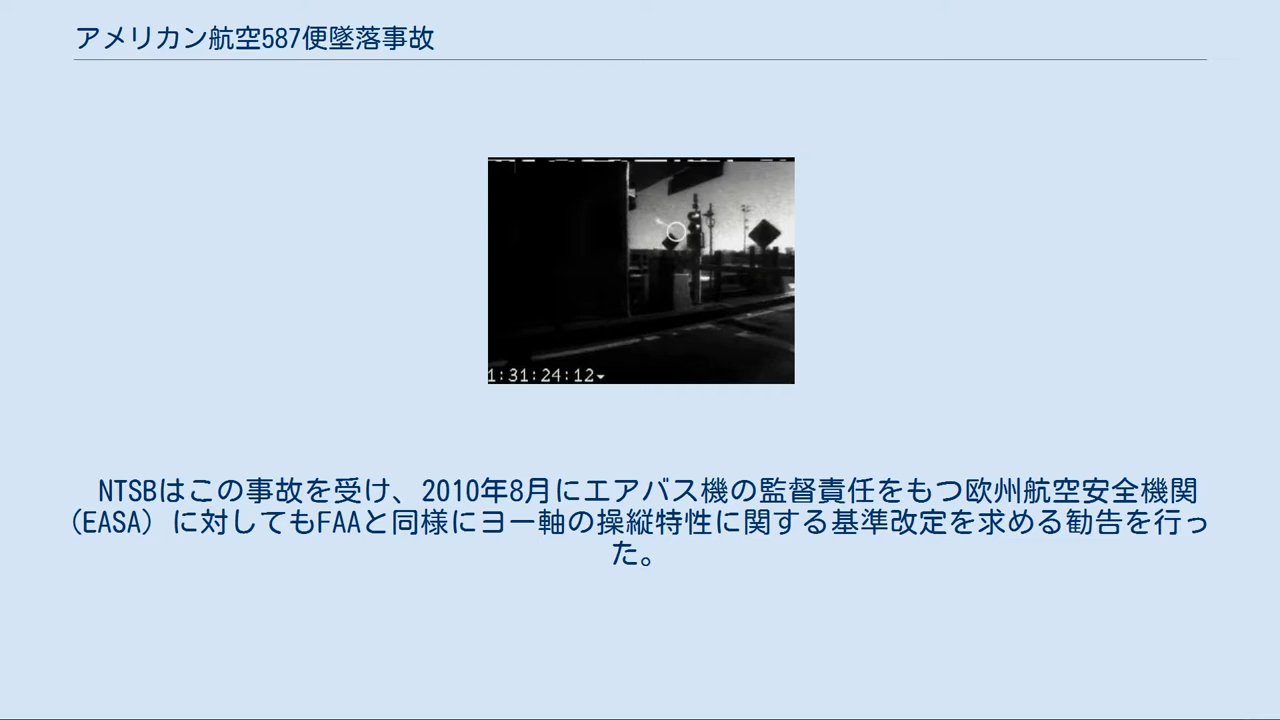 アメリカン航空587便墜落事故
1:31:24:12
NTSBはこの事故を受け、2010年8月にエアバス機の監督責任をもつ欧州航空安全機関
(EASA) に対してもFAAと同様にヨー軸の操縦特性に関する基準改定を求める勧告を行っ
た。